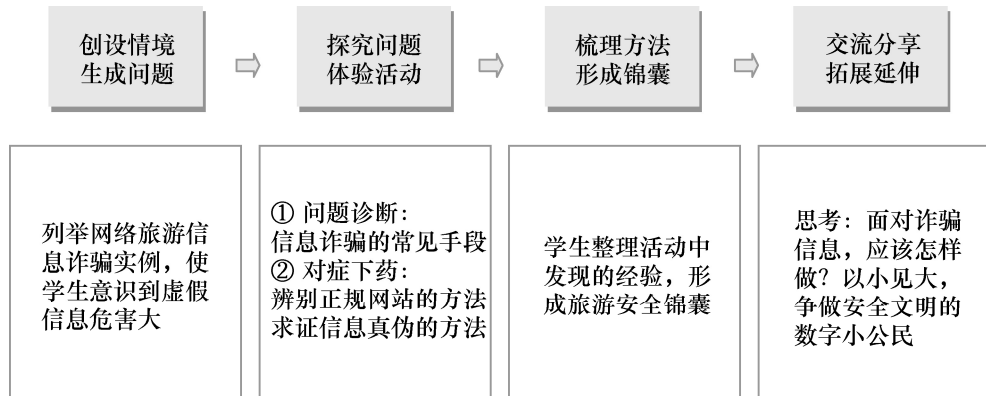 创设情境
生成问题
探究问题
体验活动
梳理方法
形成锦囊
交流分享
拓展延伸
列举网络旅游信
息诈骗实例，使
学生意识到虚假
信息危害大
① 问题诊断：
信息诈骗的常见手段
② 对症下药：
辨别正规网站的方法
求证信息真伪的方法
学生整理活动中
发现的经验，形
成旅游安全锦囊
思考：面对诈骗
信息，应该怎样
做？以小见大，
争做安全文明的
数字小公民